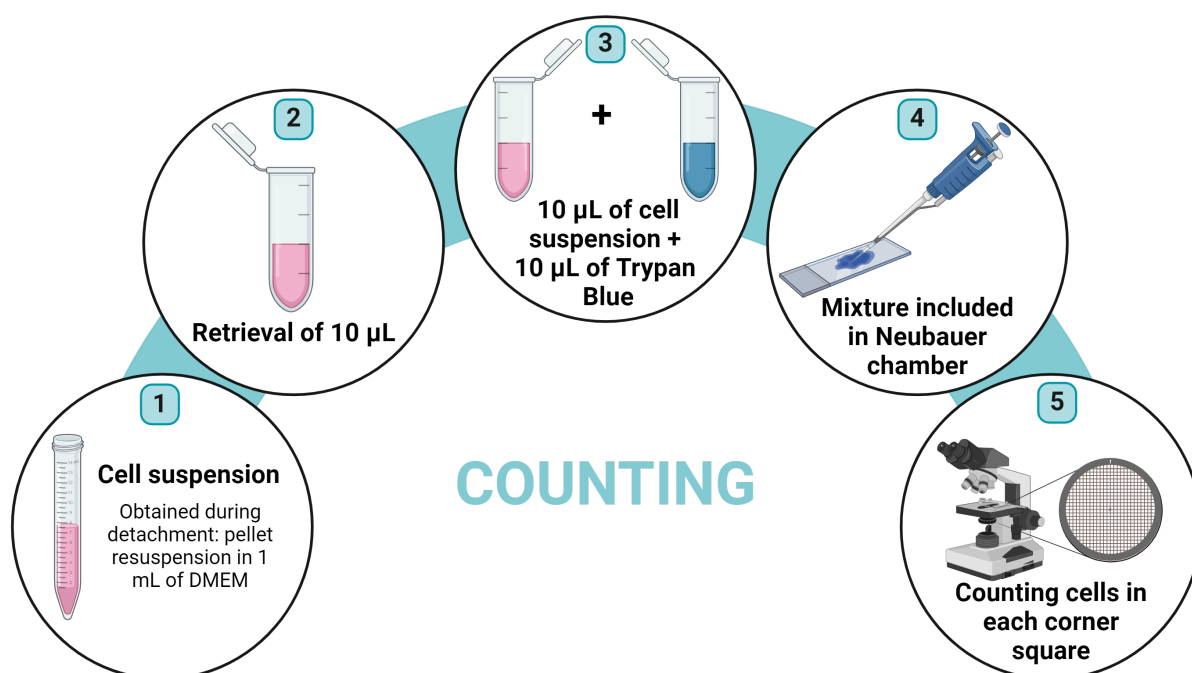 1
Cell suspension
Obtained during
detachment: pellet
resuspension in 1
mL of DMEM
2
Retrieval of 10 µL
3
+
10 µL of cell
suspension +
10 µL of Trypan
Blue
4
Mixture included
in Neubauer
chamber
5
Counting cells in
each corner
square
COUNTING